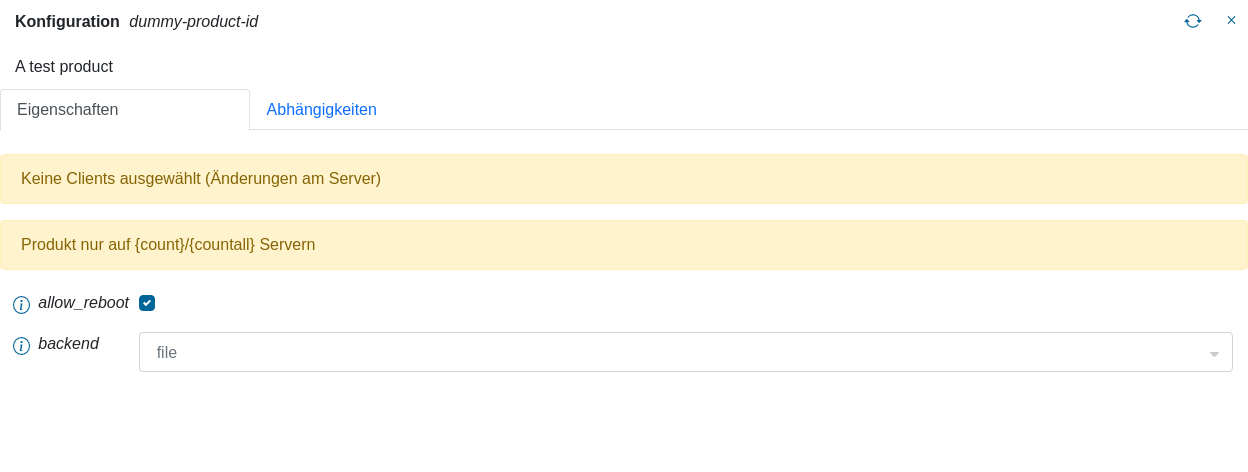 Konfiguration dummy-product-id
A test product
Eigenschaften Abhängigkeiten
Keine Clients ausgewählt (Änderungen am Server)
Produkt nur auf {count}/{countall} Servern
allow_reboot
backend file